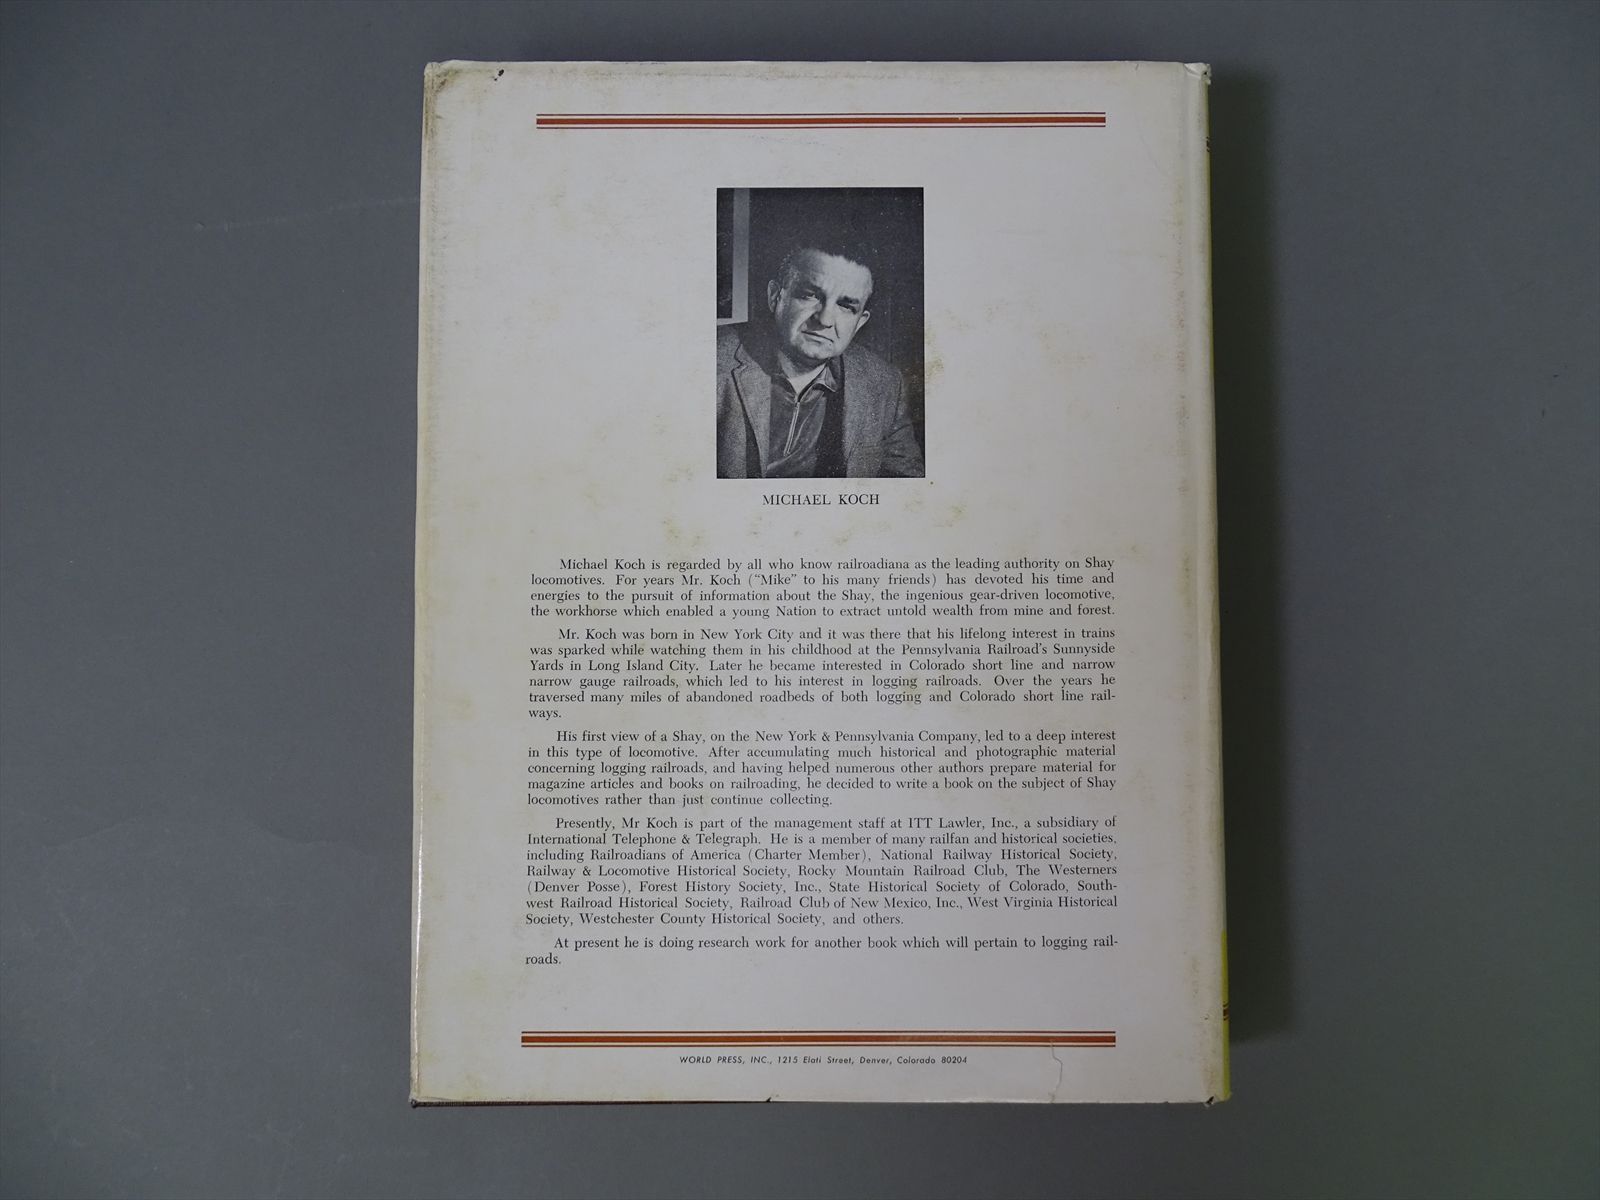 MICHAEL KOCH
Michael Koch is regarded by all who know railroadiana as the leading authority on Shay
locomotives. For years Mr. Koch (“Mike” to his many friends) has devoted his time and
energies to the pursuit of information about the Shay, the ingenious gear-driven locomotive,
the workhorse which enabled a young Nation to extract untold wealth from mine and forest.
Mr. Koch was born in New York City and it was there that his lifelong interest in trains
was sparked while watching them in his childhood at the Pennsylvania Railroad's Sunnyside
Yards in Long Island City. Later he became interested in Colorado short line and narrow
narrow gauge railroads, which led to his interest in logging railroads. Over the years he
traversed many miles of abandoned roadbeds of both logging and Colorado short line rail-
ways.
His first view of a Shay, on the New York & Pennsylvania Company, led to a deep interest
in this type of locomotive. After accumulating much historical and photographic material
concerning logging railroads, and having helped numerous other authors prepare material for
magazine articles and books on railroading, he decided to write a book on the subject of Shay
locomotives rather than just continue collecting.
Presently, Mr Koch is part of the management staff at ITT Lawler, Inc., a subsidiary of
International Telephone & Telegraph. He is a member of many railfan and historical societies,
including Railroadians of America (Charter Member), National Railway Historical Society,
Railway & Locomotive Historical Society, Rocky Mountain Railroad Club, The Westerners
(Denver Posse), Forest History Society, Inc., State Historical Society of Colorado, South-
west Railroad Historical Society, Railroad Club of New Mexico, Inc., West Virginia Historical
Society, Westchester County Historical Society, and others.
At present he is doing research work for another book which will pertain to logging rail-
roads.
WORLD PRESS, INC., 1215 Elati Street, Denver, Colorado 80204